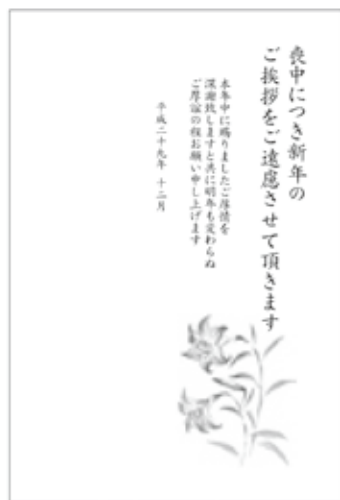 喪中につき新年の
ご挨拶をご遠慮させて頂きます
本年中に賜りましたご厚情を
深謝致しますと共に明年も変わらぬ
ご厚誼の程お願い申し上げます
平成二十九年 十二月